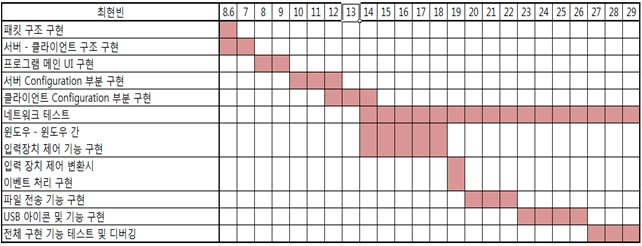 최현빈 8.6 7 8 9 10 11 12 13 14 15 16 17 18 19 20 21 22 23 24 25 26 27 28 29
패킷 구조 구현
서버 - 클라이언트 구조 구현
프로그램 메인 UI 구현
서버 Configuration 부분 구현
클라이언트 Configuration 부분 구현
네트워크 테스트
윈도우 - 윈도우 간
입력장치 제어 기능 구현
입력 장치 제어 변환시
이벤트 처리 구현
파일 전송 기능 구현
USB 아이콘 및 기능 구현
전체 구현 기능 테스트 및 디버깅